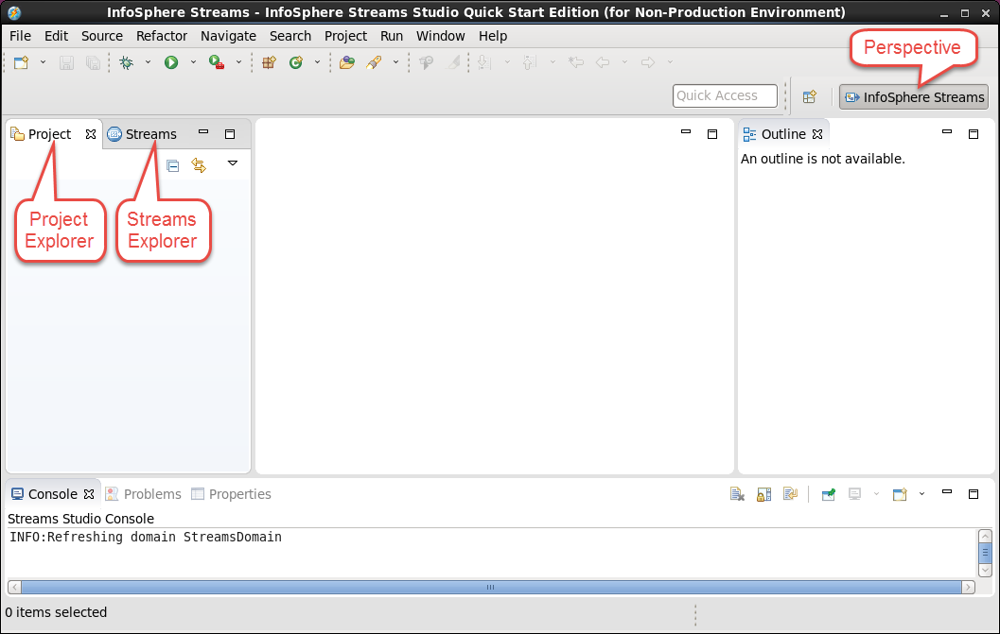 InfoSphere Streams - InfoSphere Streams Studio Quick Start Edition (for Non-Production Environment)
File Edit Source Refactor Navigate Search Project Run Window Help
Perspective
Quick Access
InfoSphere Streams
Project
Streams
Outline
An outline is not available.
Project
Explorer
Streams
Explorer
Console
Problems
Properties
Streams Studio Console
INFO:Refreshing domain StreamsDomain
0 items selected